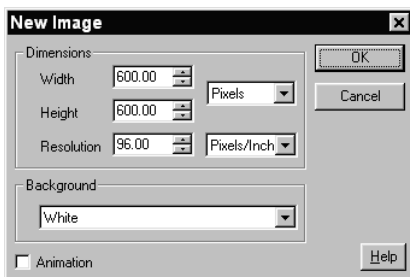 New Image
Dimensions
Width 600.00
Pixels
Height 600.00
Resolution 96.00 Pixels/Inch
Background
White
Animation
OK
Cancel
Help